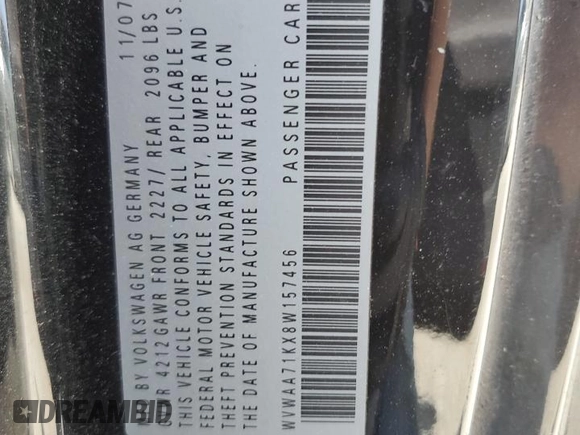 BY VOLKSWAGEN AG GERMANY 11/07
4212 GAWR FRONT 2227/ REAR 2096 LBS
THIS VEHICLE CONFORMS TO ALL APPLICABLE U.S.
FEDERAL MOTOR VEHICLE SAFETY, BUMPER AND
THEFT PREVENTION STANDARDS IN EFFECT ON
THE DATE OF MANUFACTURE SHOWN ABOVE.
WVWAA71KX8W157456 PASSENGER CAR
DREAMBID